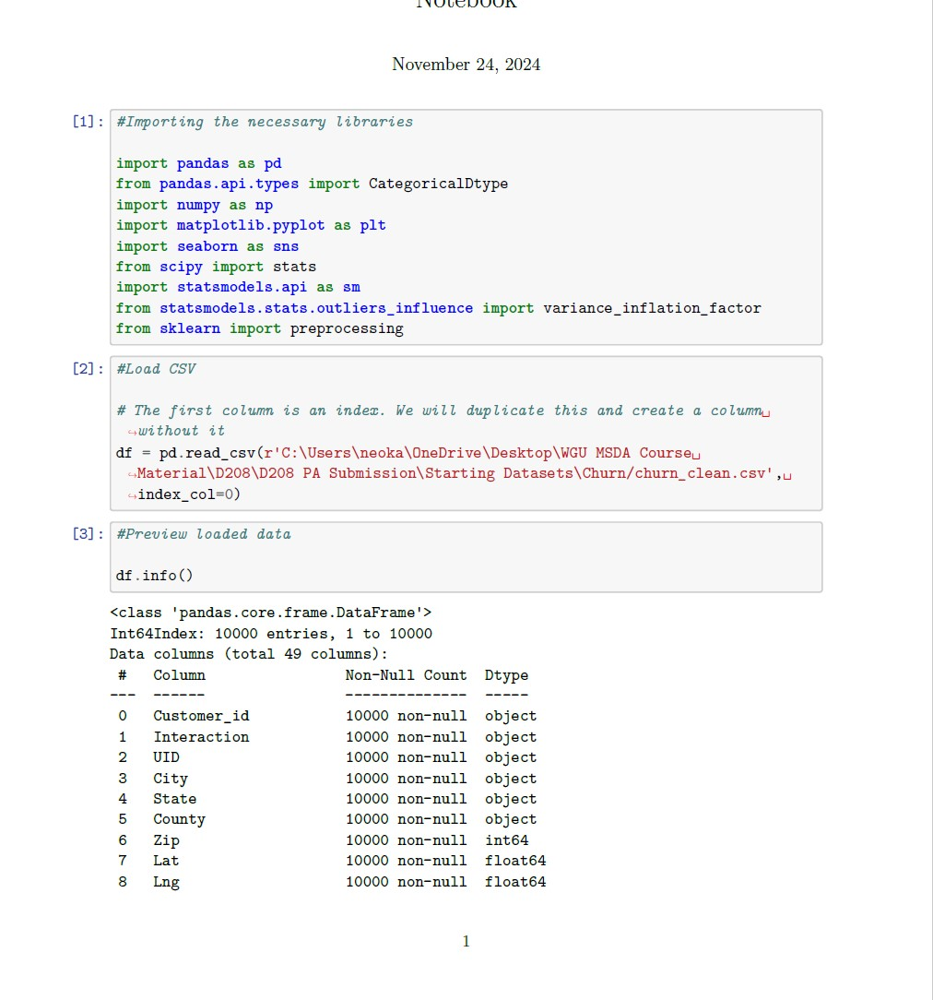 Notebook
November 24, 2024
[1]: #Importing the necessary libraries
import pandas as pd
from pandas.api.types import CategoricalDtype
import numpy as np
import matplotlib.pyplot as plt
import seaborn as sns
from scipy import stats
import statsmodels.api as sm
from statsmodels.stats.outliers_influence import variance_inflation_factor
from sklearn import preprocessing
[2]: #Load CSV
# The first column is an index. We will duplicate this and create a column␣
↪without it
df = pd.read_csv(r'C:\Users\neoka\OneDrive\Desktop\WGU MSDA Course␣
↪Material\D208\D208 PA Submission\Starting Datasets\Churn/churn_clean.csv',␣
↪index_col=0)
[3]: #Preview loaded data
df.info()
<class 'pandas.core.frame.DataFrame'>
Int64Index: 10000 entries, 1 to 10000
Data columns (total 49 columns):
#   Column   Non-Null Count   Dtype
---   ------   --------------   -----
0   Customer_id   10000 non-null   object
1   Interaction   10000 non-null   object
2   UID   10000 non-null   object
3   City   10000 non-null   object
4   State   10000 non-null   object
5   County   10000 non-null   object
6   Zip   10000 non-null   int64
7   Lat   10000 non-null   float64
8   Lng   10000 non-null   float64
1